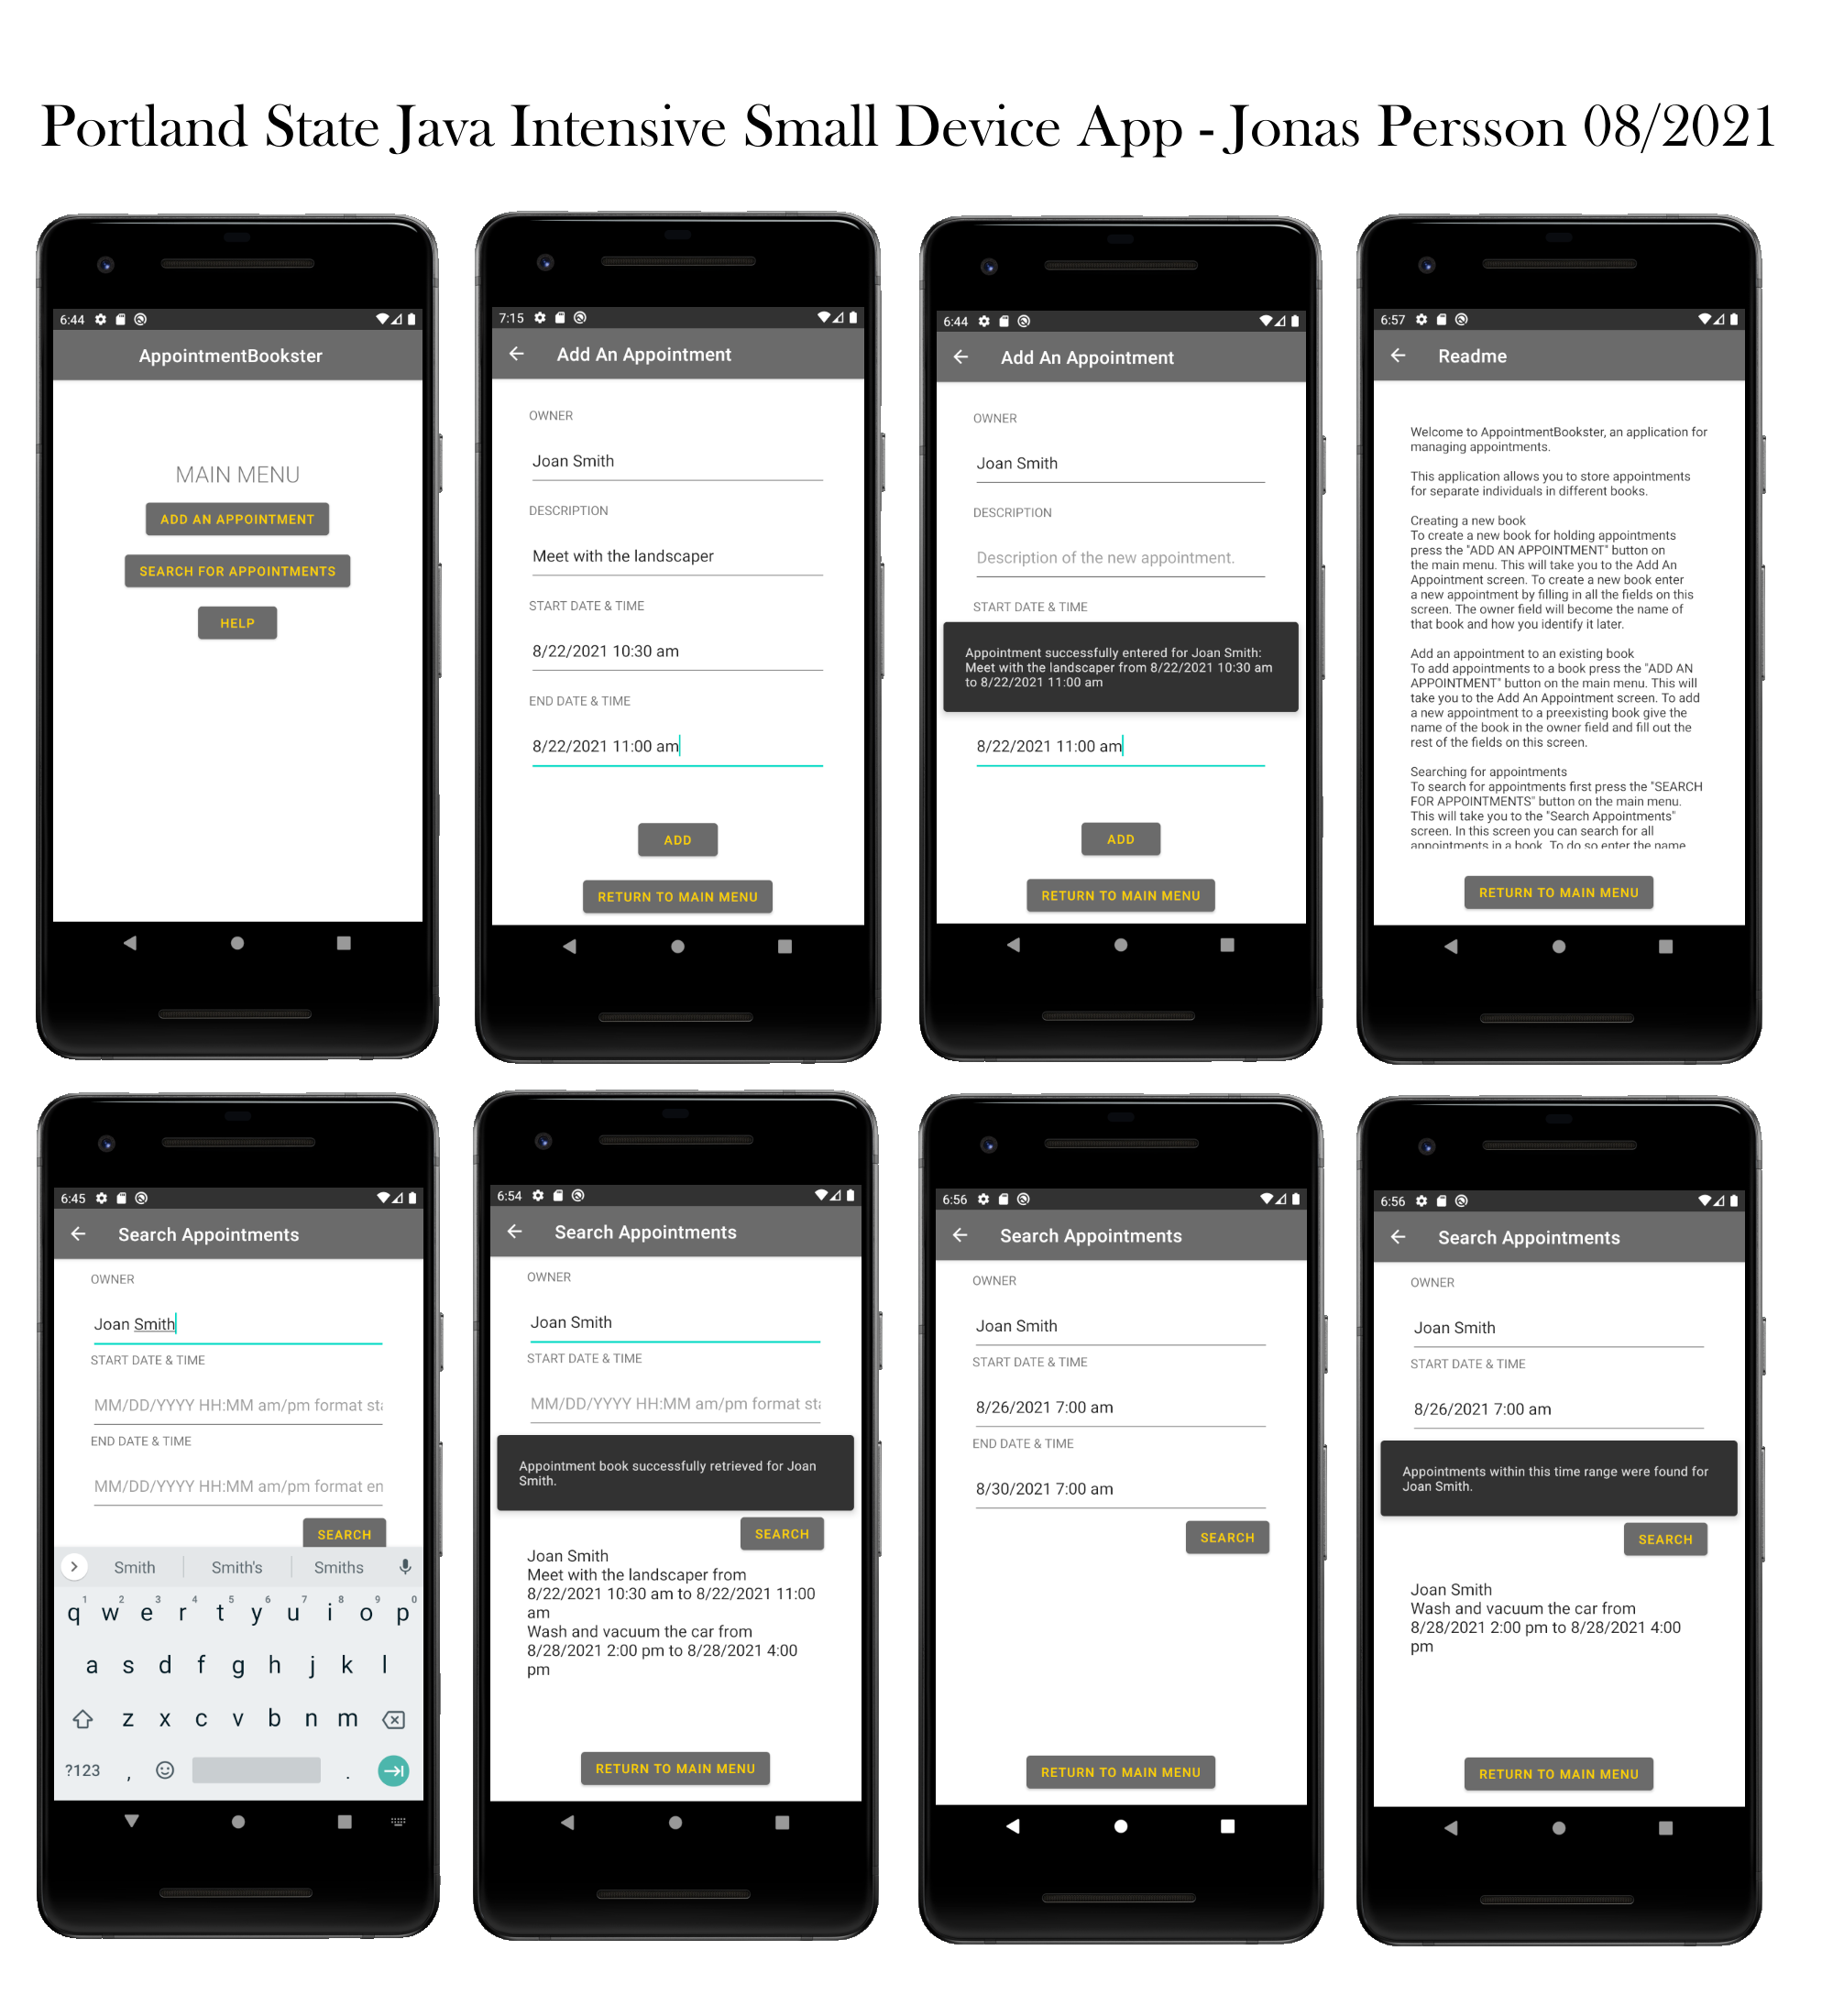 Portland State Java Intensive Small Device App - Jonas Persson 08/2021
6:44
AppointmentBookster
MAIN MENU
ADD AN APPOINTMENT
SEARCH FOR APPOINTMENTS
HELP
7:15
Add An Appointment
OWNER
Joan Smith
DESCRIPTION
Meet with the landscaper
START DATE & TIME
8/22/2021 10:30 am
END DATE & TIME
8/22/2021 11:00 am
ADD
RETURN TO MAIN MENU
6:44
Add An Appointment
OWNER
Joan Smith
DESCRIPTION
Description of the new appointment.
START DATE & TIME
Appointment successfully entered for Joan Smith:
Meet with the landscaper from 8/22/2021 10:30 am
to 8/22/2021 11:00 am
8/22/2021 11:00 am
ADD
RETURN TO MAIN MENU
6:57
Readme
Welcome to AppointmentBookster, an application for
managing appointments.
This application allows you to store appointments
for separate individuals in different books.
Creating a new book
To create a new book for holding appointments
press the "ADD AN APPOINTMENT" button on
the main menu. This will take you to the Add An
Appointment screen. To create a new book enter
a new appointment by filling in all the fields on this
screen. The owner field will become the name of
that book and how you identify it later.
Add an appointment to an existing book
To add appointments to a book press the "ADD AN
APPOINTMENT" button on the main menu. This will
take you to the Add An Appointment screen. To add
a new appointment to a preexisting book give the
name of the book in the owner field and fill out the
rest of the fields on this screen.
Searching for appointments
To search for appointments first press the "SEARCH
FOR APPOINTMENTS" button on the main menu.
This will take you to the "Search Appointments"
screen. In this screen you can search for all
appointments in a book. To do so enter the name
RETURN TO MAIN MENU
6:45
Search Appointments
OWNER
Joan Smith
START DATE & TIME
MM/DD/YYYY HH:MM am/pm format sta
END DATE & TIME
MM/DD/YYYY HH:MM am/pm format en
SEARCH
Smith Smith's Smiths
1 2 3 4 5 6 7 8 9 0
q w e r t y u i o p
a s d f g h j k l
z x c v b n m
?123 , .
6:54
Search Appointments
OWNER
Joan Smith
START DATE & TIME
MM/DD/YYYY HH:MM am/pm format sta
Appointment book successfully retrieved for Joan
Smith.
SEARCH
Joan Smith
Meet with the landscaper from
8/22/2021 10:30 am to 8/22/2021 11:00
am
Wash and vacuum the car from
8/28/2021 2:00 pm to 8/28/2021 4:00
pm
RETURN TO MAIN MENU
6:56
Search Appointments
OWNER
Joan Smith
START DATE & TIME
8/26/2021 7:00 am
END DATE & TIME
8/30/2021 7:00 am
SEARCH
RETURN TO MAIN MENU
6:56
Search Appointments
OWNER
Joan Smith
START DATE & TIME
8/26/2021 7:00 am
Appointments within this time range were found for
Joan Smith.
SEARCH
Joan Smith
Wash and vacuum the car from
8/28/2021 2:00 pm to 8/28/2021 4:00
pm
RETURN TO MAIN MENU